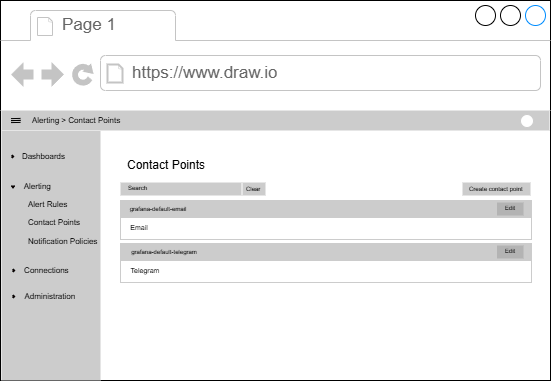 Page 1
https://www.draw.io
Alerting > Contact Points
Dashboards
Alerting
Alert Rules
Contact Points
Notification Policies
Connections
Administration
Contact Points
Search Clear Create contact point
grafana-default-email Edit
Email
grafana-default-telegram Edit
Telegram